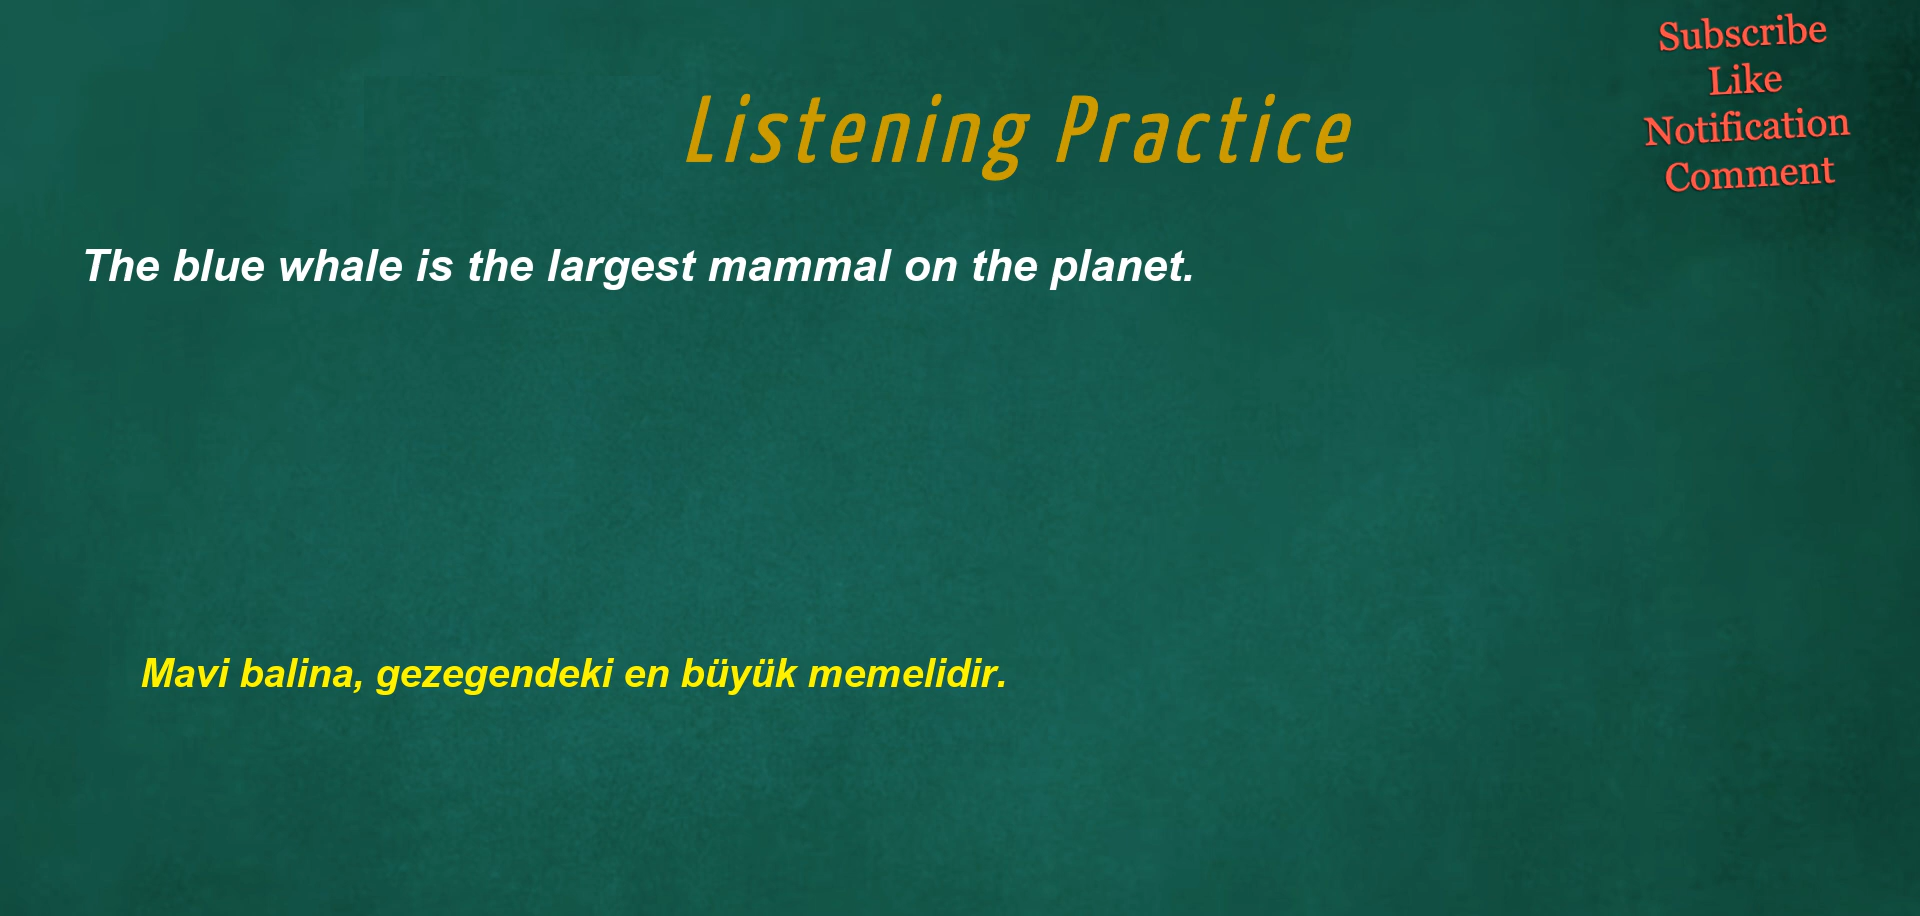 Subscribe
Like
Notification
Comment
Listening Practice
The blue whale is the largest mammal on the planet.
Mavi balina, gezegendeki en büyük memelidir.